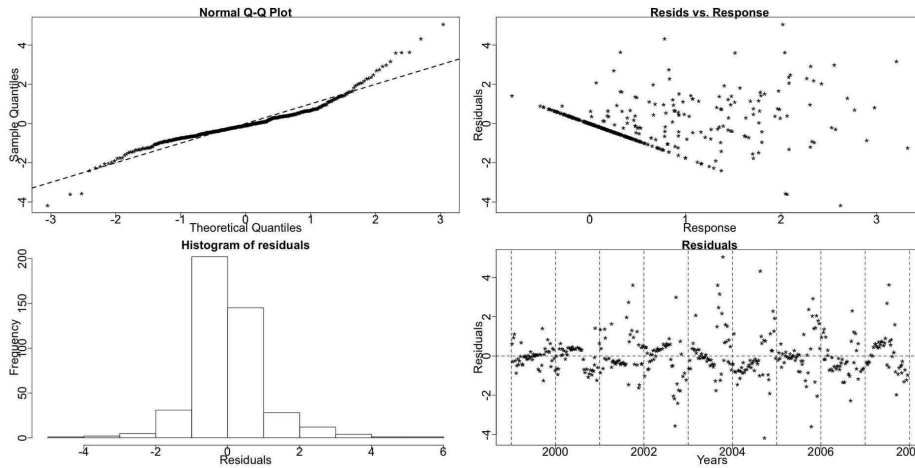 Normal Q-Q Plot
Sample Quantiles
4
2
0
-2
-4
-3 -2 -1 0 1 2 3
Theoretical Quantiles
Resids vs. Response
Residuals
4
2
0
-2
-4
0 1 2 3
Response
Histogram of residuals
Frequency
200
150
100
50
0
-4 -2 0 2 4 6
Residuals
Residuals
Residuals
4
2
0
-2
-4
2000 2002 2004 2006
Years